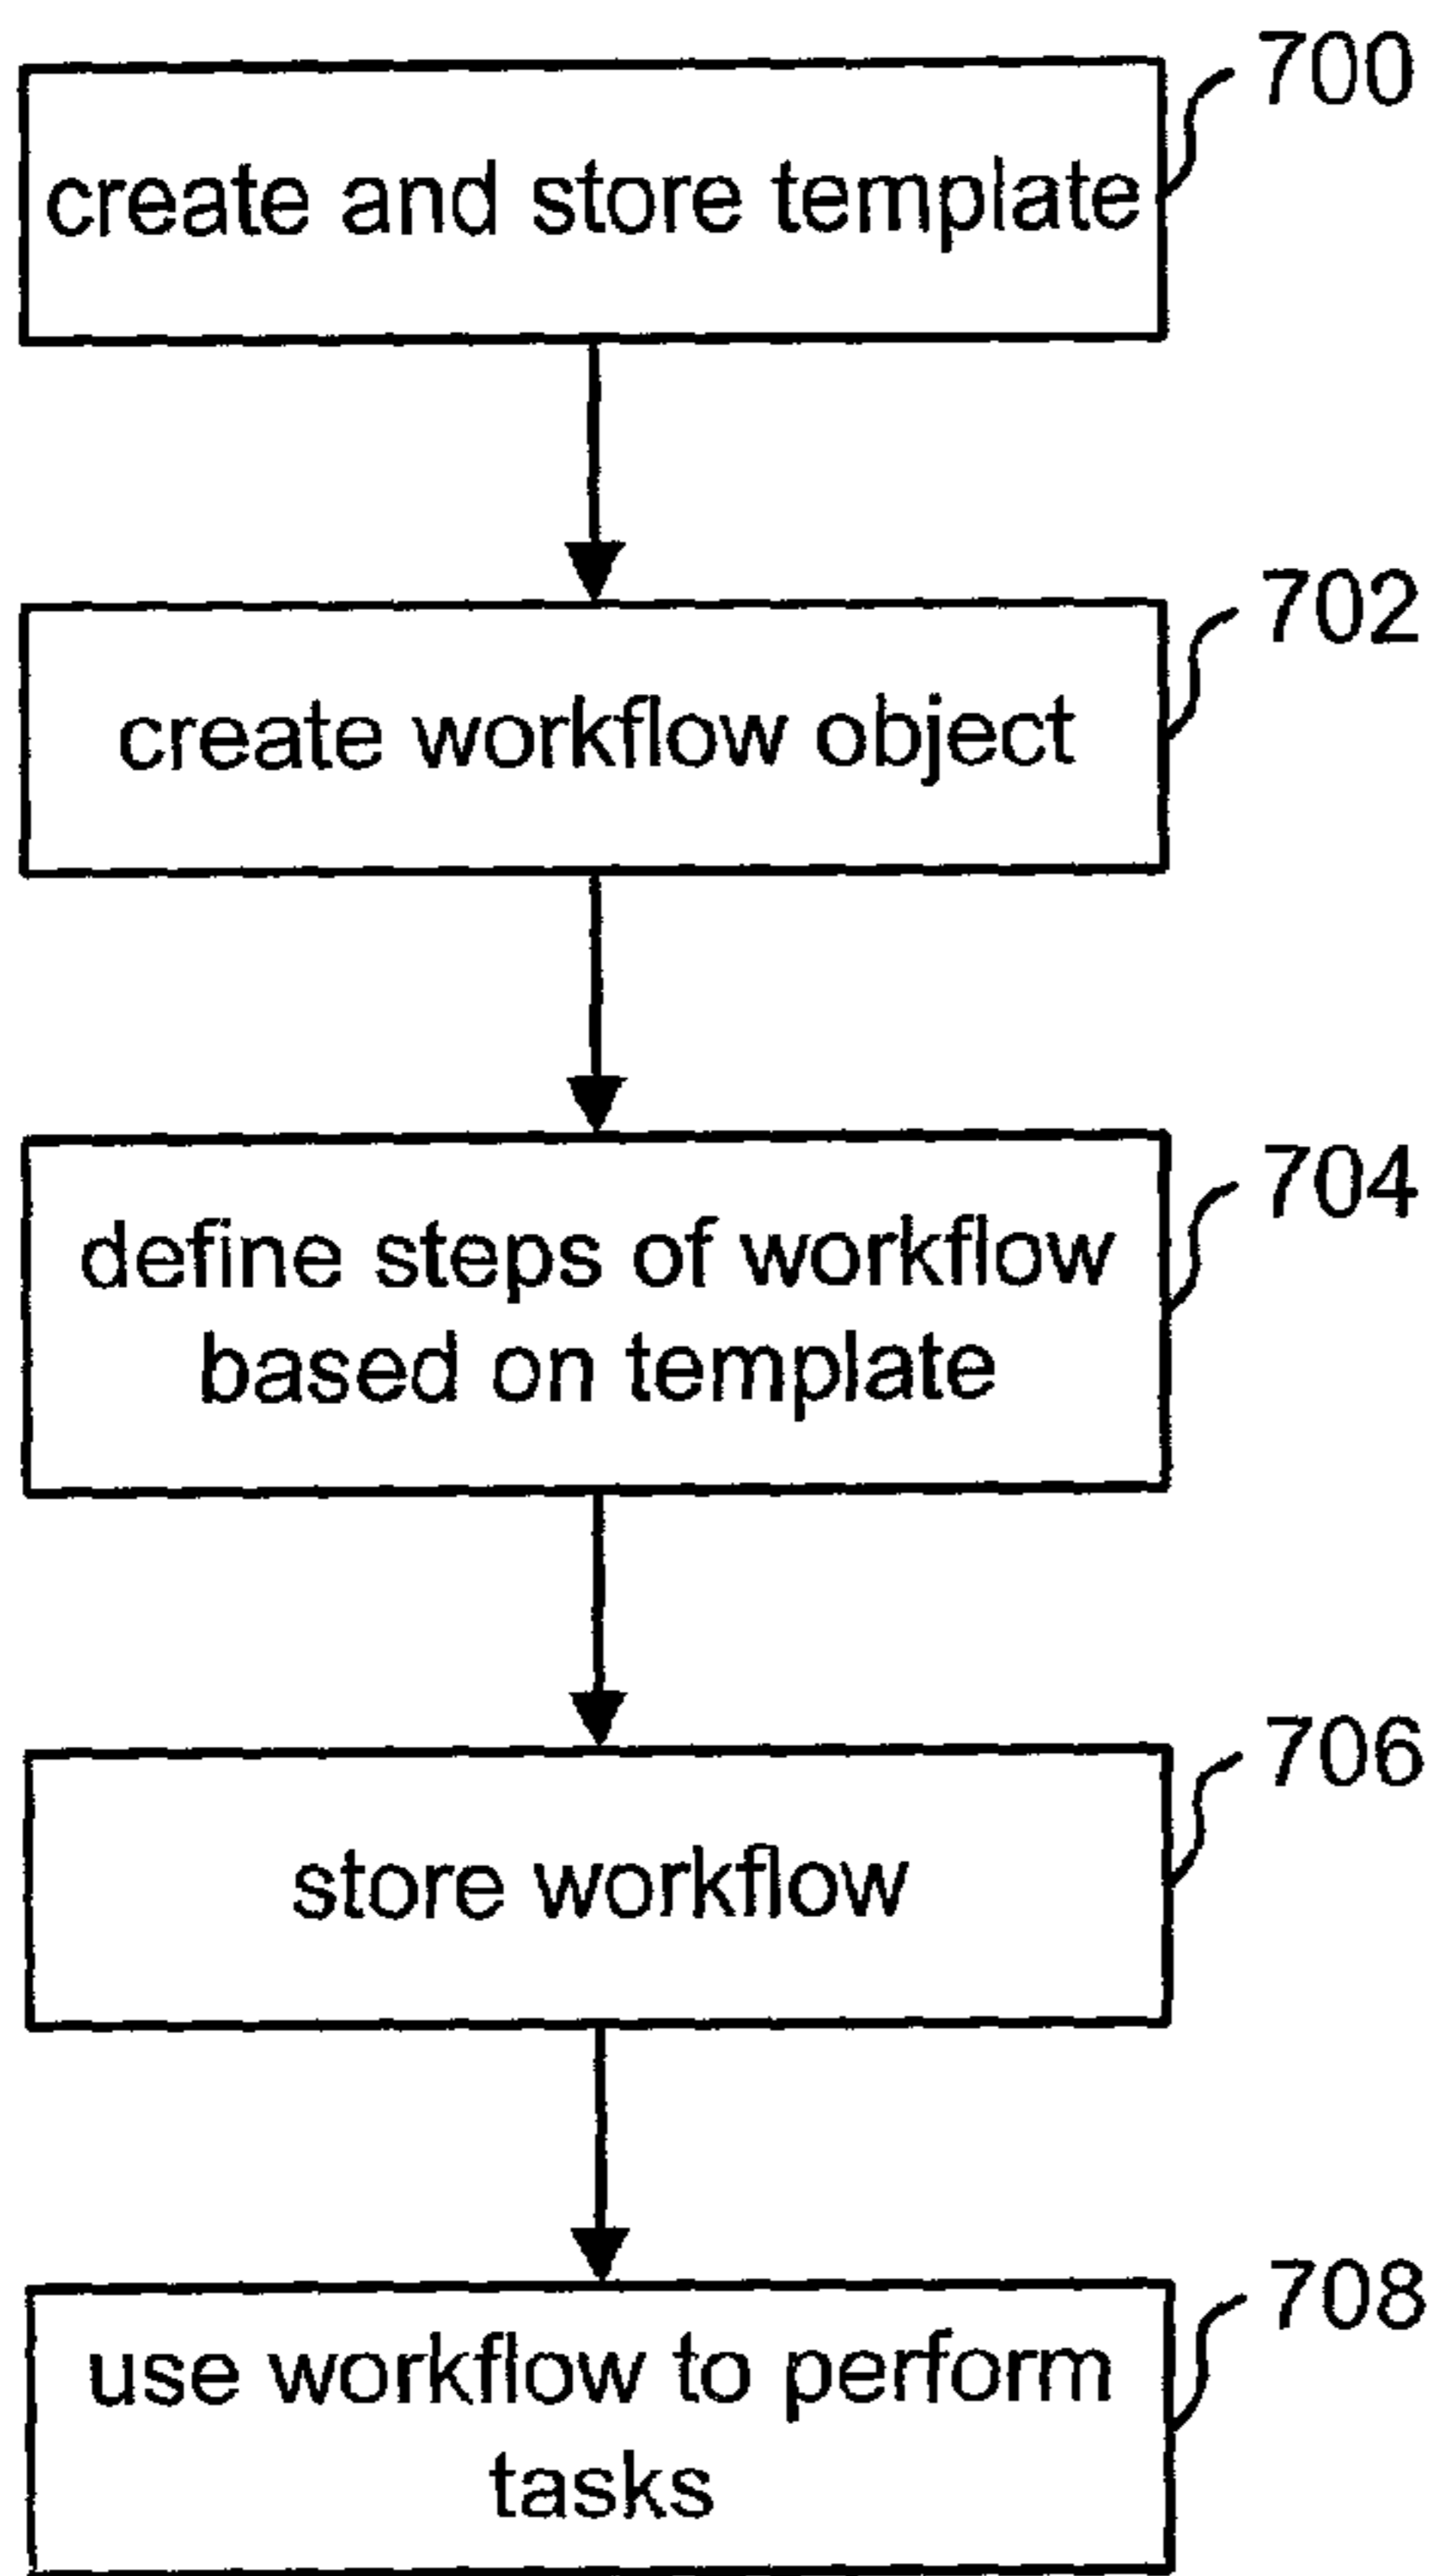 700
create and store template
702
create workflow object
704
define steps of workflow
based on template
706
store workflow
708
use workflow to perform
tasks